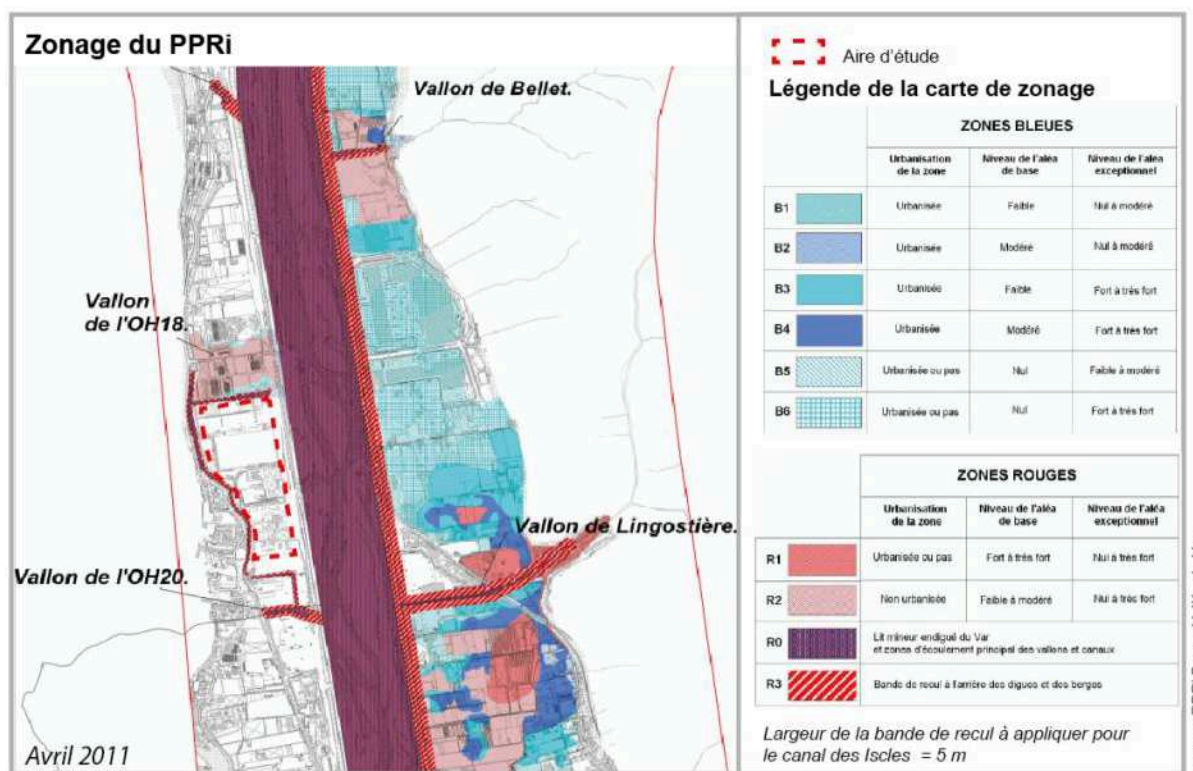 Zonage du PPRi
Vallon de Bellet.
Vallon
de l'OH18.
Vallon de Lingostière.
Vallon de l'OH20.
Avril 2011
Aire d'étude
Légende de la carte de zonage
ZONES BLEUES
Urbanisation de la zone Niveau de l'aléa de base Niveau de l'aléa exceptionnel
B1 Urbanisée Faible Nul à modéré
B2 Urbanisée Modéré Nul à modéré
B3 Urbanisée Faible Fort à très fort
B4 Urbanisée Modéré Fort à très fort
B5 Urbanisée ou pas Nul Faible à modéré
B6 Urbanisée ou pas Nul Fort à très fort
ZONES ROUGES
Urbanisation de la zone Niveau de l'aléa de base Niveau de l'aléa exceptionnel
R1 Urbanisée ou pas Fort à très fort Nul à très fort
R2 Non urbanisée Faible à modéré Nul à très fort
R0 Lit mineur endigué du Var
et zones d'écoulement principal des vallons et canaux
R3 Bande de recul à l'arrière des digues et des berges
Largeur de la bande de recul à appliquer pour
le canal des Iscles = 5 m